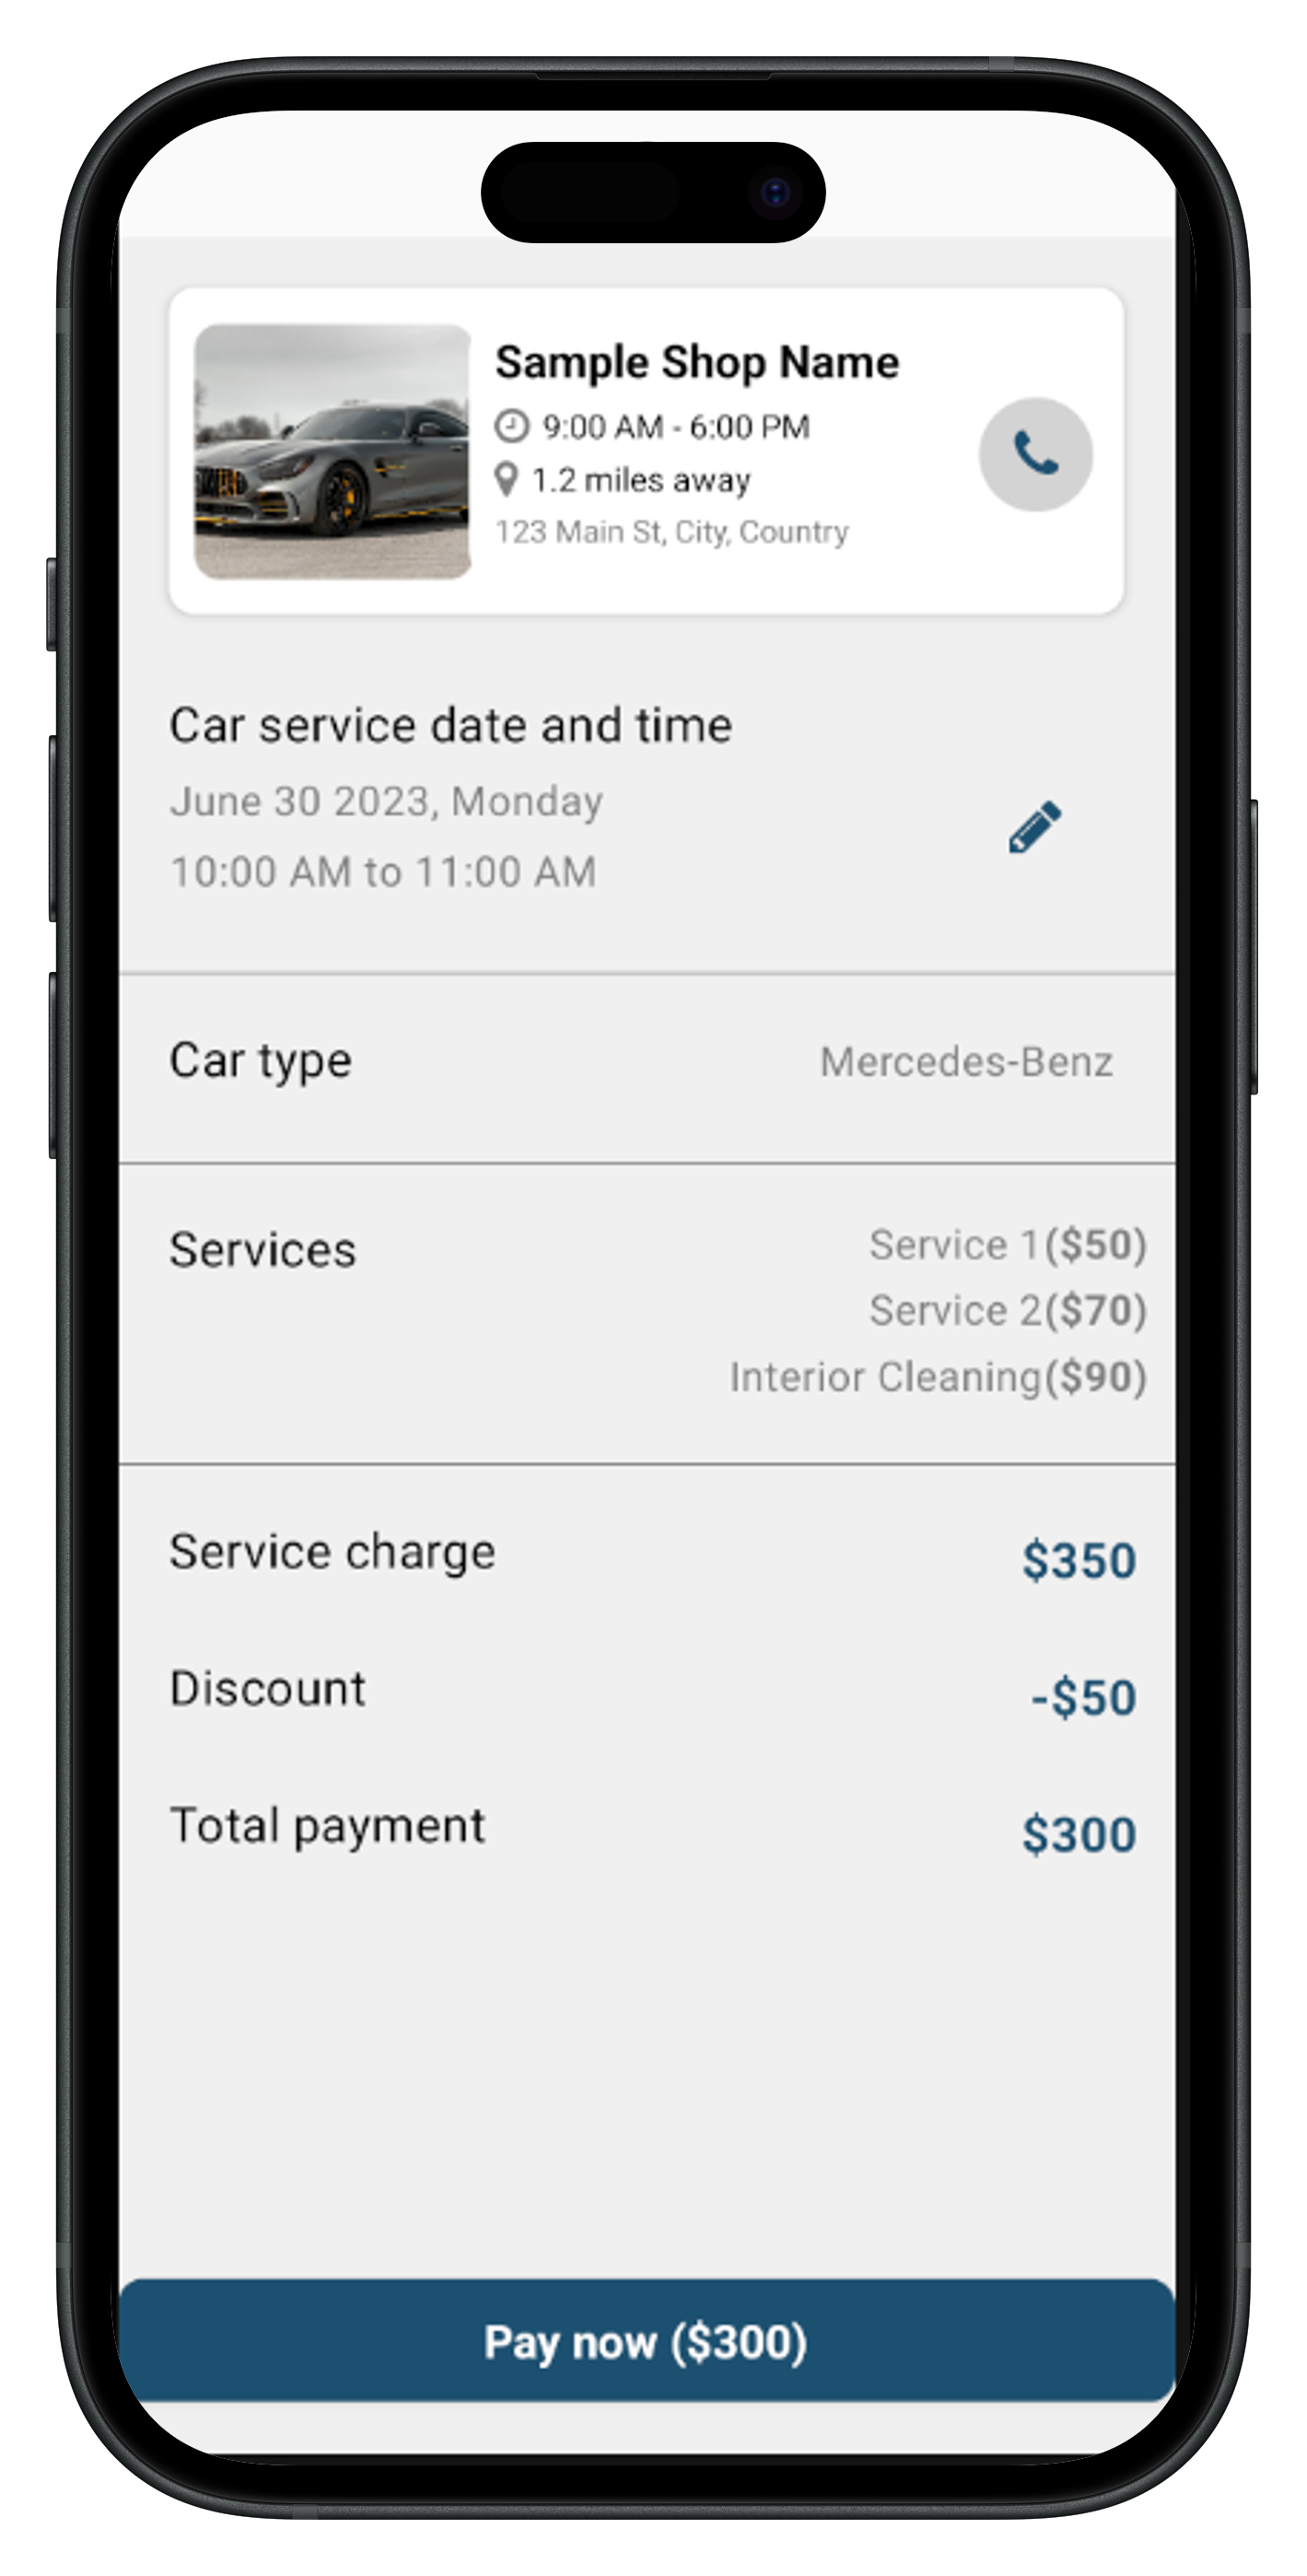 Sample Shop Name
9:00 AM - 6:00 PM
1.2 miles away
123 Main St, City, Country
Car service date and time
June 30 2023, Monday
10:00 AM to 11:00 AM
Car type Mercedes-Benz
Services Service 1($50)
Service 2($70)
Interior Cleaning($90)
Service charge $350
Discount -$50
Total payment $300
Pay now ($300)